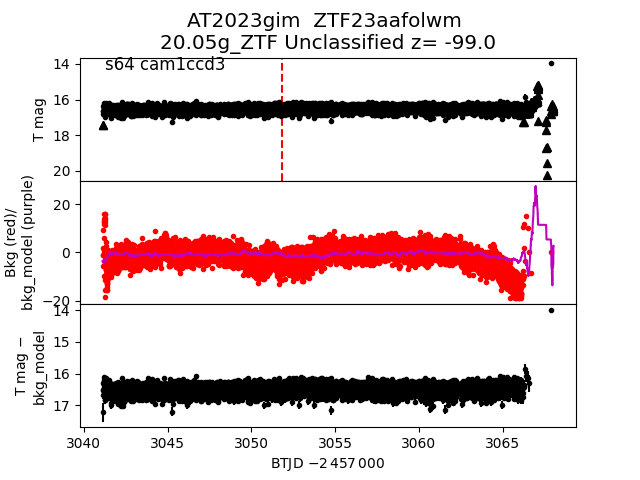 AT2023gim  ZTF23aafolwm
20.05g_ZTF Unclassified z= -99.0
s64 cam1ccd3
T mag
14
16
18
20
Bkg (red)/
bkg_model (purple)
20
0
−20
T mag −
bkg_model
14
15
16
17
3040 3045 3050 3055 3060 3065
BTJD −2 457 000